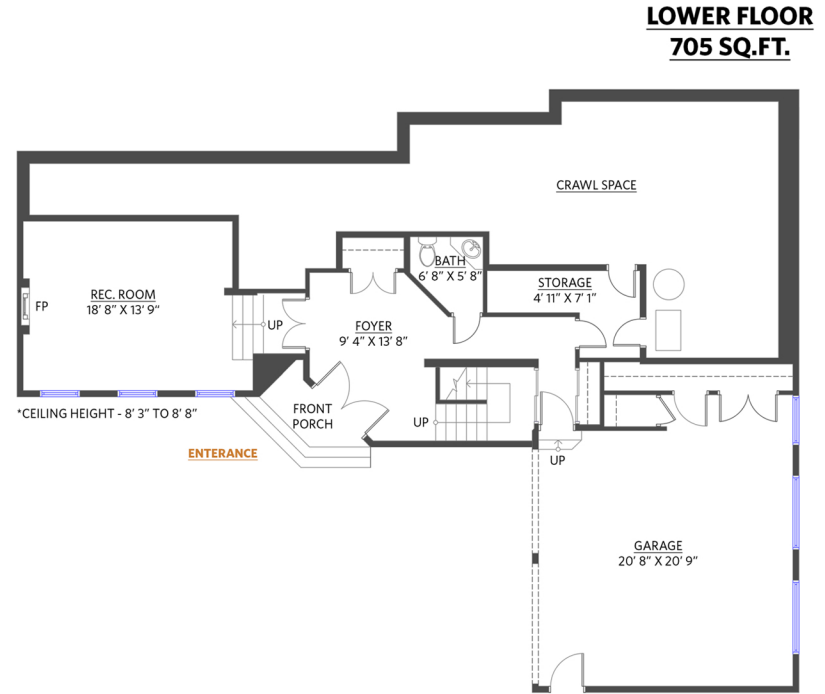 LOWER FLOOR
705 SQ.FT.
CRAWL SPACE
BATH
6' 8" X 5' 8"
STORAGE
4' 11" X 7' 1"
REC. ROOM
18' 8" X 13' 9"
FP
UP
FOYER
9' 4" X 13' 8"
*CEILING HEIGHT - 8' 3" TO 8' 8"
FRONT
PORCH
UP
ENTERANCE
UP
GARAGE
20' 8" X 20' 9"